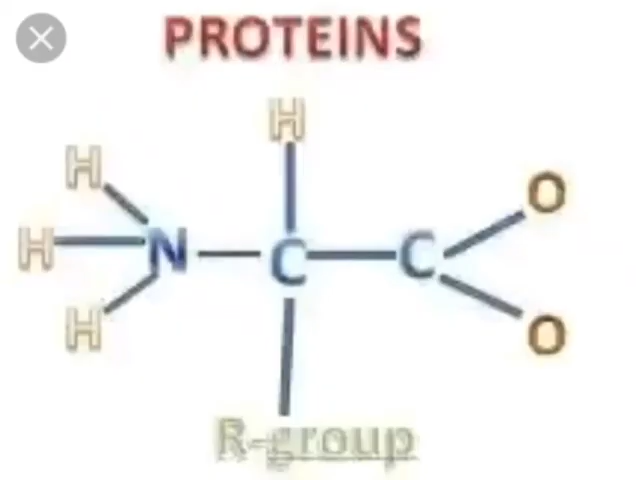 PROTEINS
H
H
H N C C O
H O
R-group